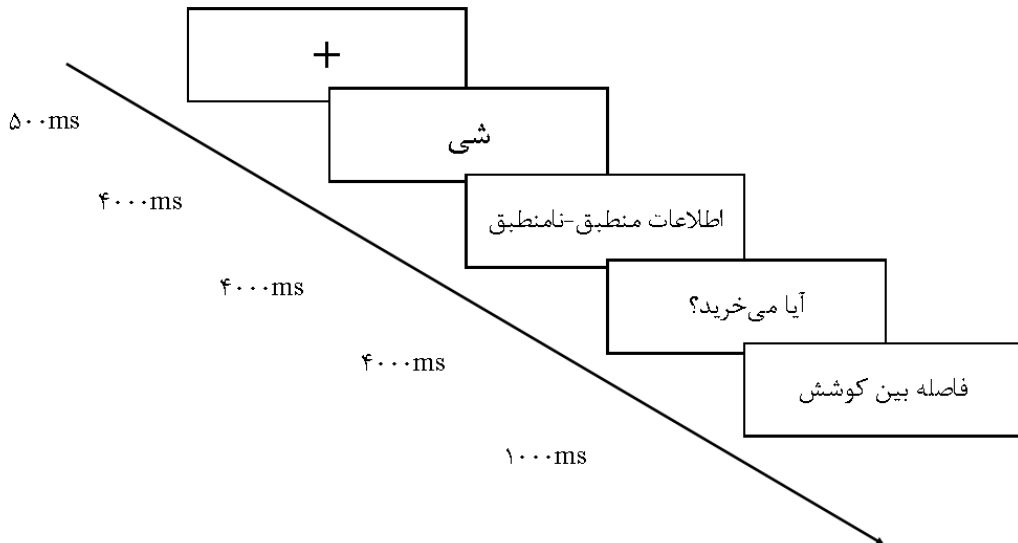 +
شی
۵۰۰ms
۴۰۰۰ms
اطلاعات منطبق-نامنطبق
۴۰۰۰ms
آیا می‌خرید؟
۴۰۰۰ms
فاصله بین کوشش
۱۰۰۰ms